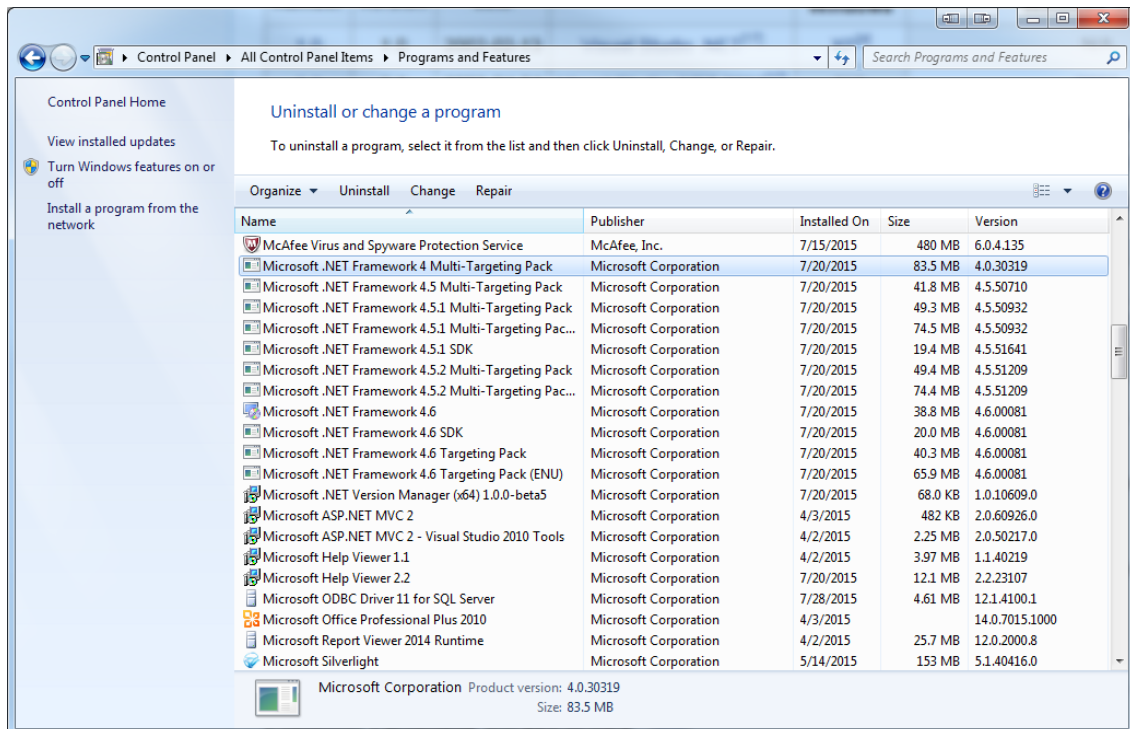 Control Panel ▸ All Control Panel Items ▸ Programs and Features
Search Programs and Features
Control Panel Home
View installed updates
Turn Windows features on or
off
Install a program from the
network
Uninstall or change a program
To uninstall a program, select it from the list and then click Uninstall, Change, or Repair.
Organize Uninstall Change Repair
Name Publisher Installed On Size Version
McAfee Virus and Spyware Protection Service McAfee, Inc. 7/15/2015 480 MB 6.0.4.135
Microsoft .NET Framework 4 Multi-Targeting Pack Microsoft Corporation 7/20/2015 83.5 MB 4.0.30319
Microsoft .NET Framework 4.5 Multi-Targeting Pack Microsoft Corporation 7/20/2015 41.8 MB 4.5.50710
Microsoft .NET Framework 4.5.1 Multi-Targeting Pack Microsoft Corporation 7/20/2015 49.3 MB 4.5.50932
Microsoft .NET Framework 4.5.1 Multi-Targeting Pac... Microsoft Corporation 7/20/2015 74.5 MB 4.5.50932
Microsoft .NET Framework 4.5.1 SDK Microsoft Corporation 7/20/2015 19.4 MB 4.5.51641
Microsoft .NET Framework 4.5.2 Multi-Targeting Pack Microsoft Corporation 7/20/2015 49.4 MB 4.5.51209
Microsoft .NET Framework 4.5.2 Multi-Targeting Pac... Microsoft Corporation 7/20/2015 74.4 MB 4.5.51209
Microsoft .NET Framework 4.6 Microsoft Corporation 7/20/2015 38.8 MB 4.6.00081
Microsoft .NET Framework 4.6 SDK Microsoft Corporation 7/20/2015 20.0 MB 4.6.00081
Microsoft .NET Framework 4.6 Targeting Pack Microsoft Corporation 7/20/2015 40.3 MB 4.6.00081
Microsoft .NET Framework 4.6 Targeting Pack (ENU) Microsoft Corporation 7/20/2015 65.9 MB 4.6.00081
Microsoft .NET Version Manager (x64) 1.0.0-beta5 Microsoft Corporation 7/20/2015 68.0 KB 1.0.10609.0
Microsoft ASP.NET MVC 2 Microsoft Corporation 4/3/2015 482 KB 2.0.60926.0
Microsoft ASP.NET MVC 2 - Visual Studio 2010 Tools Microsoft Corporation 4/2/2015 2.25 MB 2.0.50217.0
Microsoft Help Viewer 1.1 Microsoft Corporation 4/2/2015 3.97 MB 1.1.40219
Microsoft Help Viewer 2.2 Microsoft Corporation 7/20/2015 12.1 MB 2.2.23107
Microsoft ODBC Driver 11 for SQL Server Microsoft Corporation 7/28/2015 4.61 MB 12.1.4100.1
Microsoft Office Professional Plus 2010 Microsoft Corporation 4/3/2015 14.0.7015.1000
Microsoft Report Viewer 2014 Runtime Microsoft Corporation 4/2/2015 25.7 MB 12.0.2000.8
Microsoft Silverlight Microsoft Corporation 5/14/2015 153 MB 5.1.40416.0
Microsoft Corporation Product version: 4.0.30319
Size: 83.5 MB